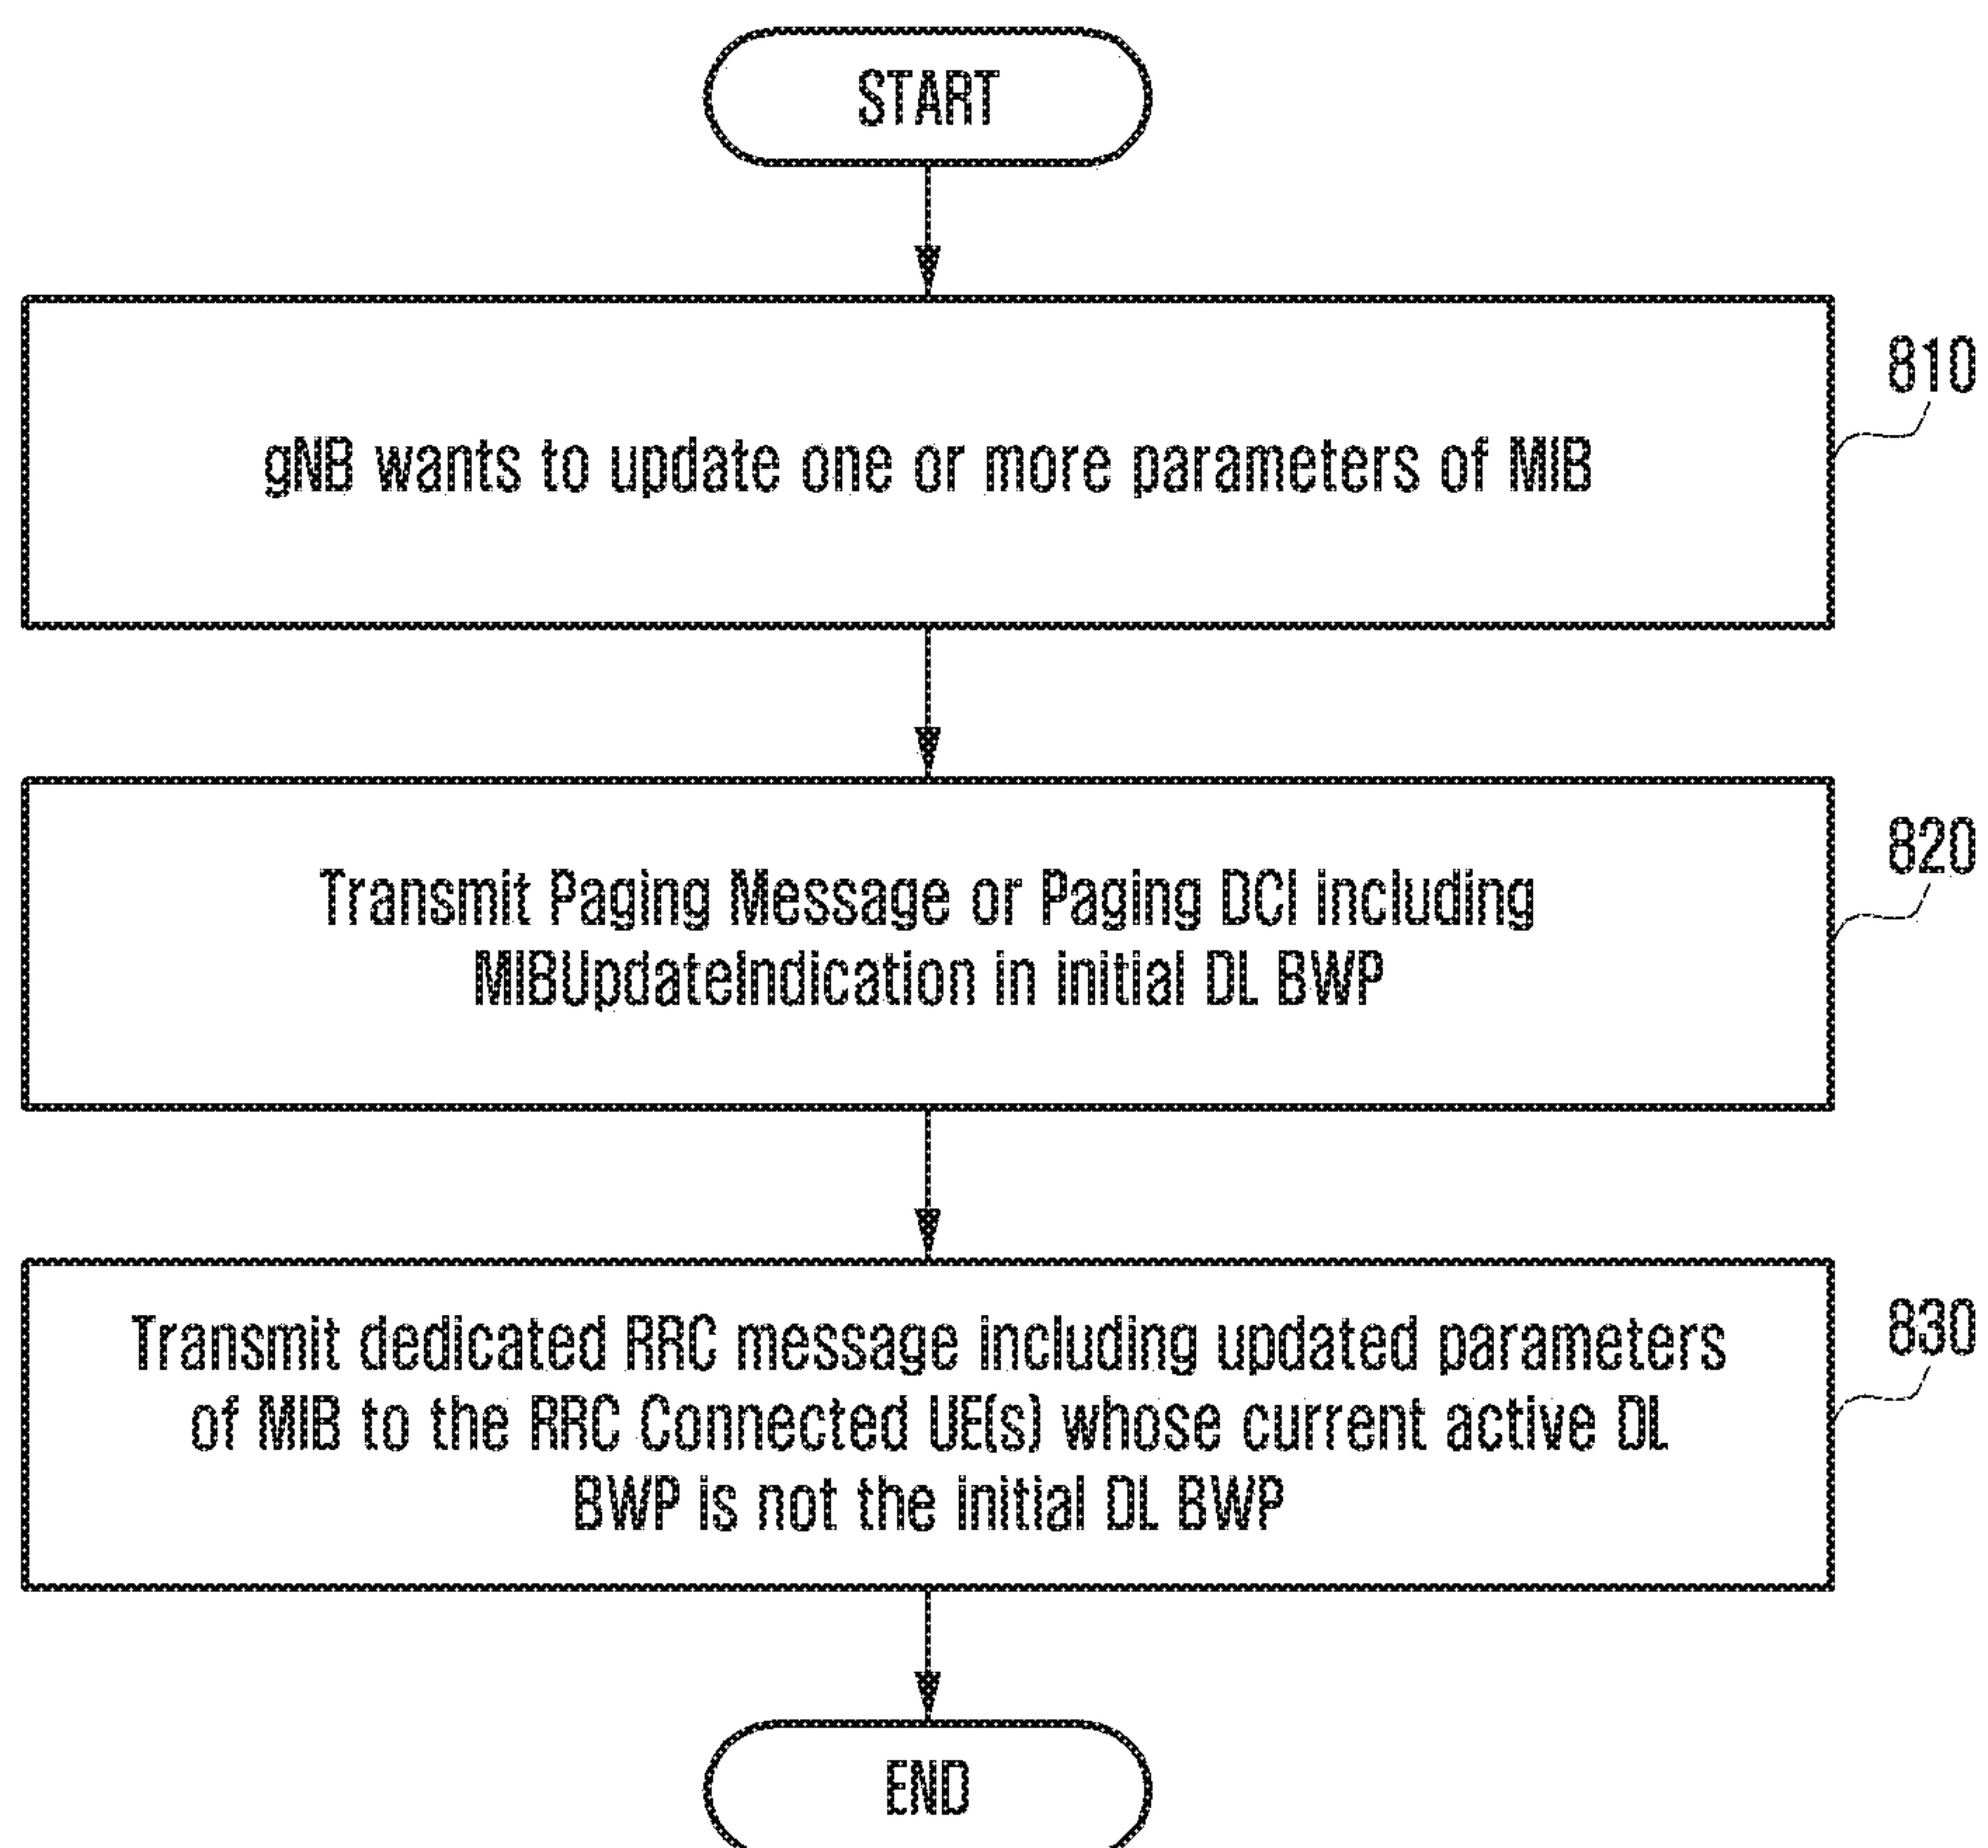 START
810
gNB wants to update one or more parameters of MIB
820
Transmit Paging Message or Paging DCI including
MIBUpdateIndication in initial DL BWP
830
Transmit dedicated RRC message including updated parameters
of MIB to the RRC Connected UE(s) whose current active DL
BWP is not the initial DL BWP
END